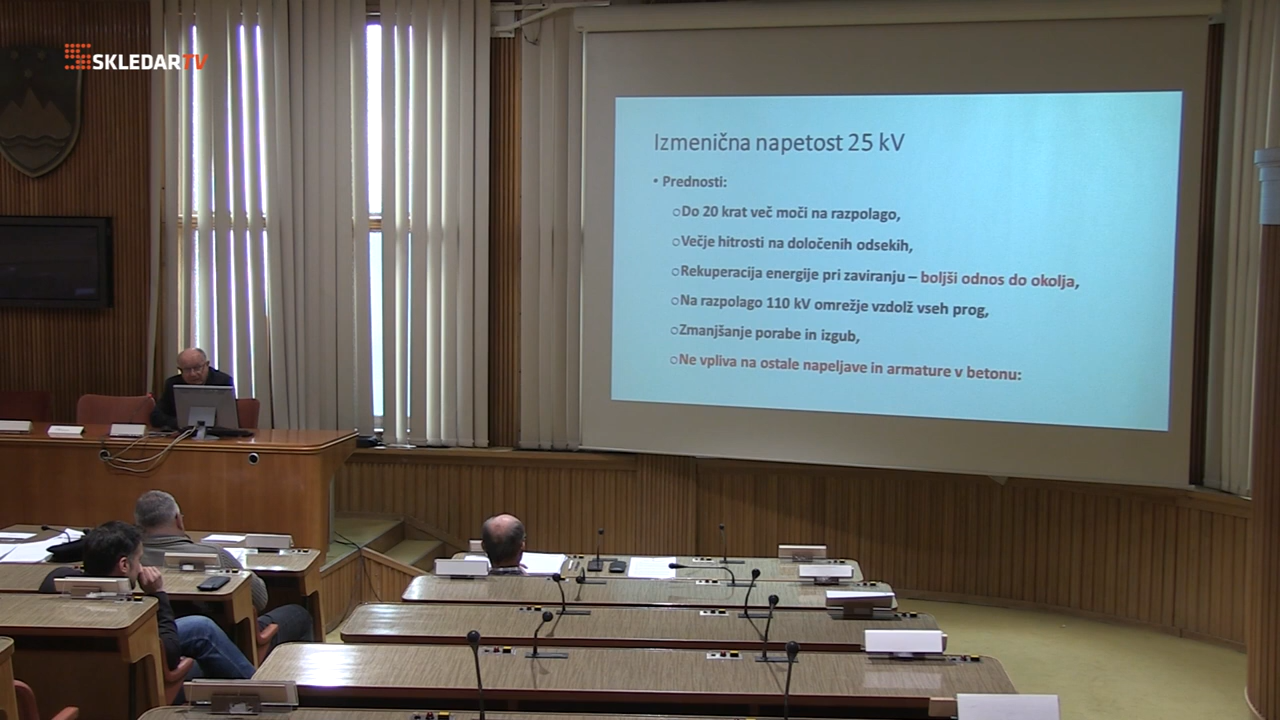 SKLEDARTV
Izmenična napetost 25 kV
• Prednosti:
○Do 20 krat več moči na razpolago,
○Večje hitrosti na določenih odsekih,
○Rekuperacija energije pri zaviranju – boljši odnos do okolja,
○Na razpolago 110 kV omrežje vzdolž vseh prog,
○Zmanjšanje porabe in izgub,
○Ne vpliva na ostale napeljave in armature v betonu: